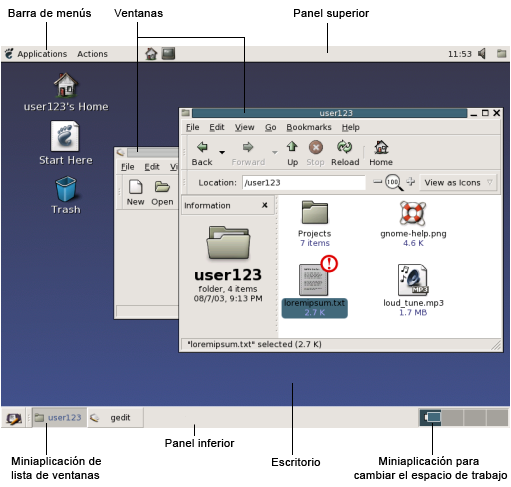 Barra de menús
Ventanas
Panel superior
Applications Actions
11:53
user123's Home
Start Here
Trash
user123
File Edit View Go Bookmarks Help
Back Forward Up Stop Reload Home
Location: /user123
100
View as Icons
Information x
user123
folder, 4 items
08/7/03, 9:13 PM
Projects
7 items
gnome-help.png
4.6 K
loremipsum.txt
2.7 K
loud_tune.mp3
1.7 MB
MP3
"loremipsum.txt" selected (2.7 K)
File Edit Vi
New Open
user123
gedit
Panel inferior
Miniaplicación de
lista de ventanas
Escritorio
Miniaplicación para
cambiar el espacio de trabajo